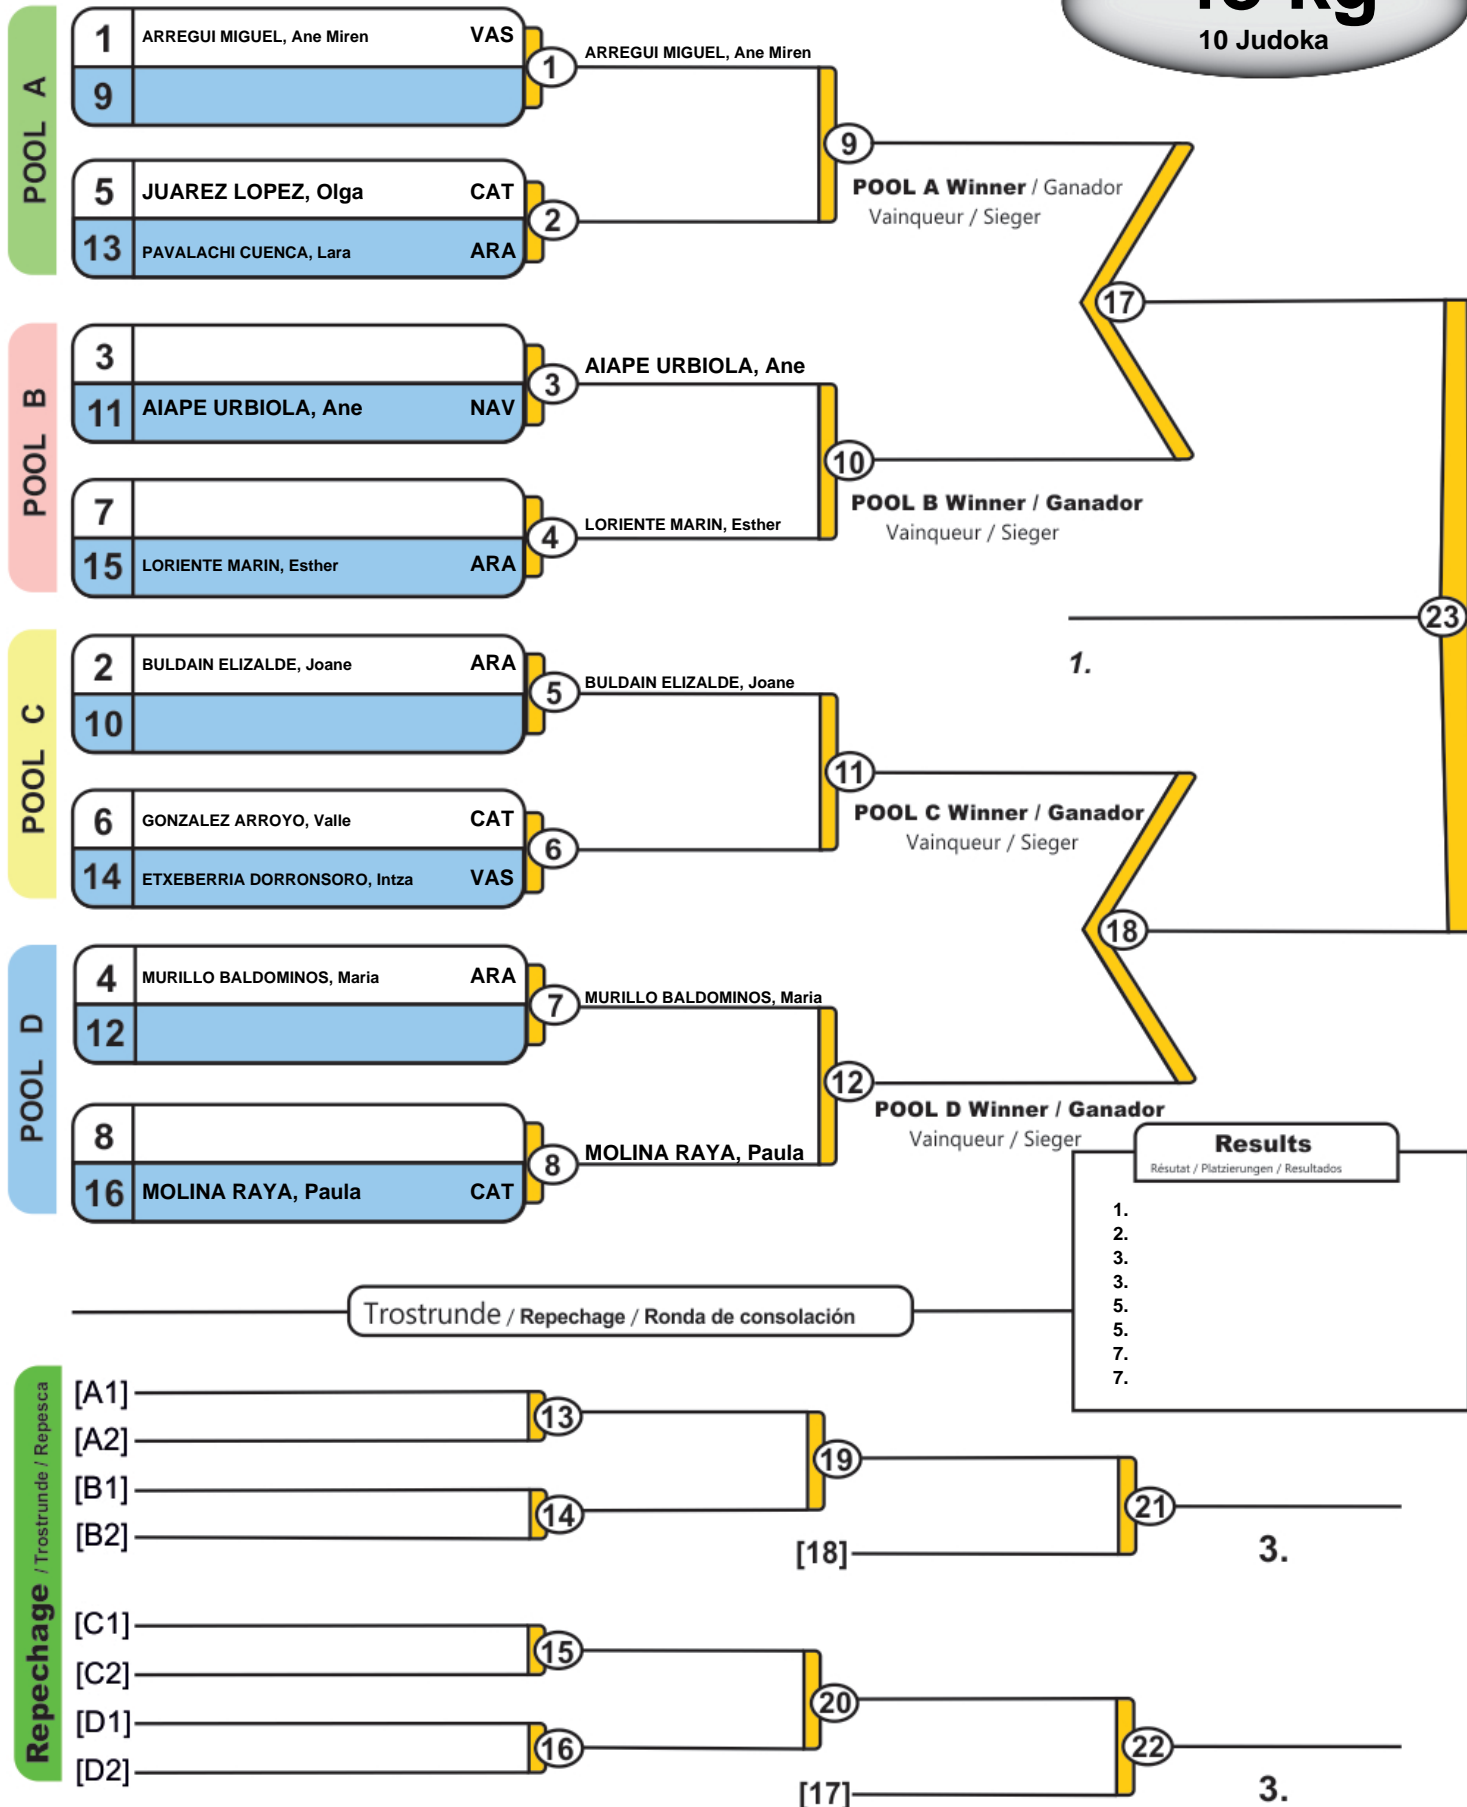 10 Judoka
POOL A
1 ARREGUI MIGUEL, Ane Miren VAS
9
1
ARREGUI MIGUEL, Ane Miren
5 JUAREZ LOPEZ, Olga CAT
13 PAVALACHI CUENCA, Lara ARA
2
9
POOL A Winner / Ganador
Vainqueur / Sieger
17
POOL B
3
11 AIAPE URBIOLA, Ane NAV
3
AIAPE URBIOLA, Ane
7
15 LORIENTE MARIN, Esther ARA
4
LORIENTE MARIN, Esther
10
POOL B Winner / Ganador
Vainqueur / Sieger
23
1.
POOL C
2 BULDAIN ELIZALDE, Joane ARA
10
5
BULDAIN ELIZALDE, Joane
6 GONZALEZ ARROYO, Valle CAT
14 ETXEBERRIA DORRONSORO, Intza VAS
6
11
POOL C Winner / Ganador
Vainqueur / Sieger
18
POOL D
4 MURILLO BALDOMINOS, Maria ARA
12
7
MURILLO BALDOMINOS, Maria
8
16 MOLINA RAYA, Paula CAT
8
MOLINA RAYA, Paula
12
POOL D Winner / Ganador
Vainqueur / Sieger
Results
Résutat / Platzierungen / Resultados
1.
2.
3.
3.
5.
5.
7.
7.
Trostrunde / Repechage / Ronda de consolación
Repechage / Trostrunde / Repesca
[A1]
[A2]
13
[B1]
[B2]
14
19
[18]
21
3.
[C1]
[C2]
15
[D1]
[D2]
16
20
[17]
22
3.